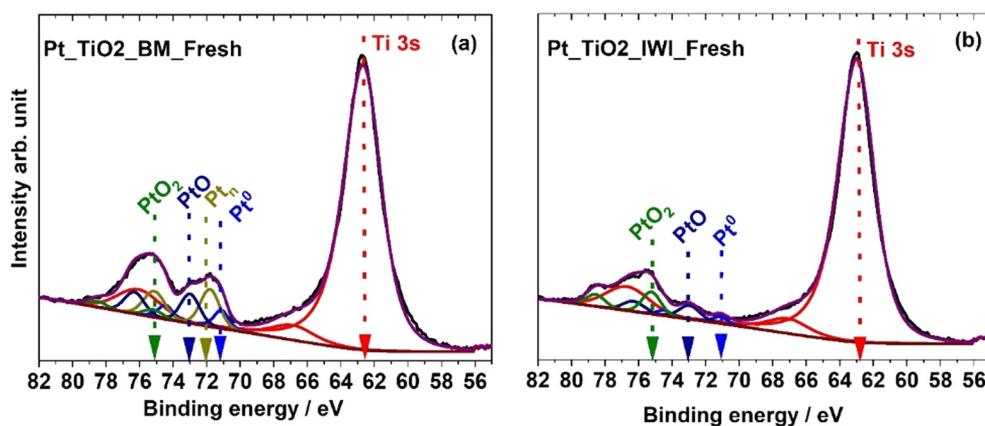 Pt_TiO2_BM_Fresh
(a)
Ti 3s
PtO₂
PtO
Ptₙ
Pt⁰
Intensity arb. unit
82 80 78 76 74 72 70 68 66 64 62 60 58 56
Binding energy / eV
Pt_TiO2_IWI_Fresh
(b)
Ti 3s
PtO₂
PtO
Pt⁰
82 80 78 76 74 72 70 68 66 64 62 60 58 56
Binding energy / eV